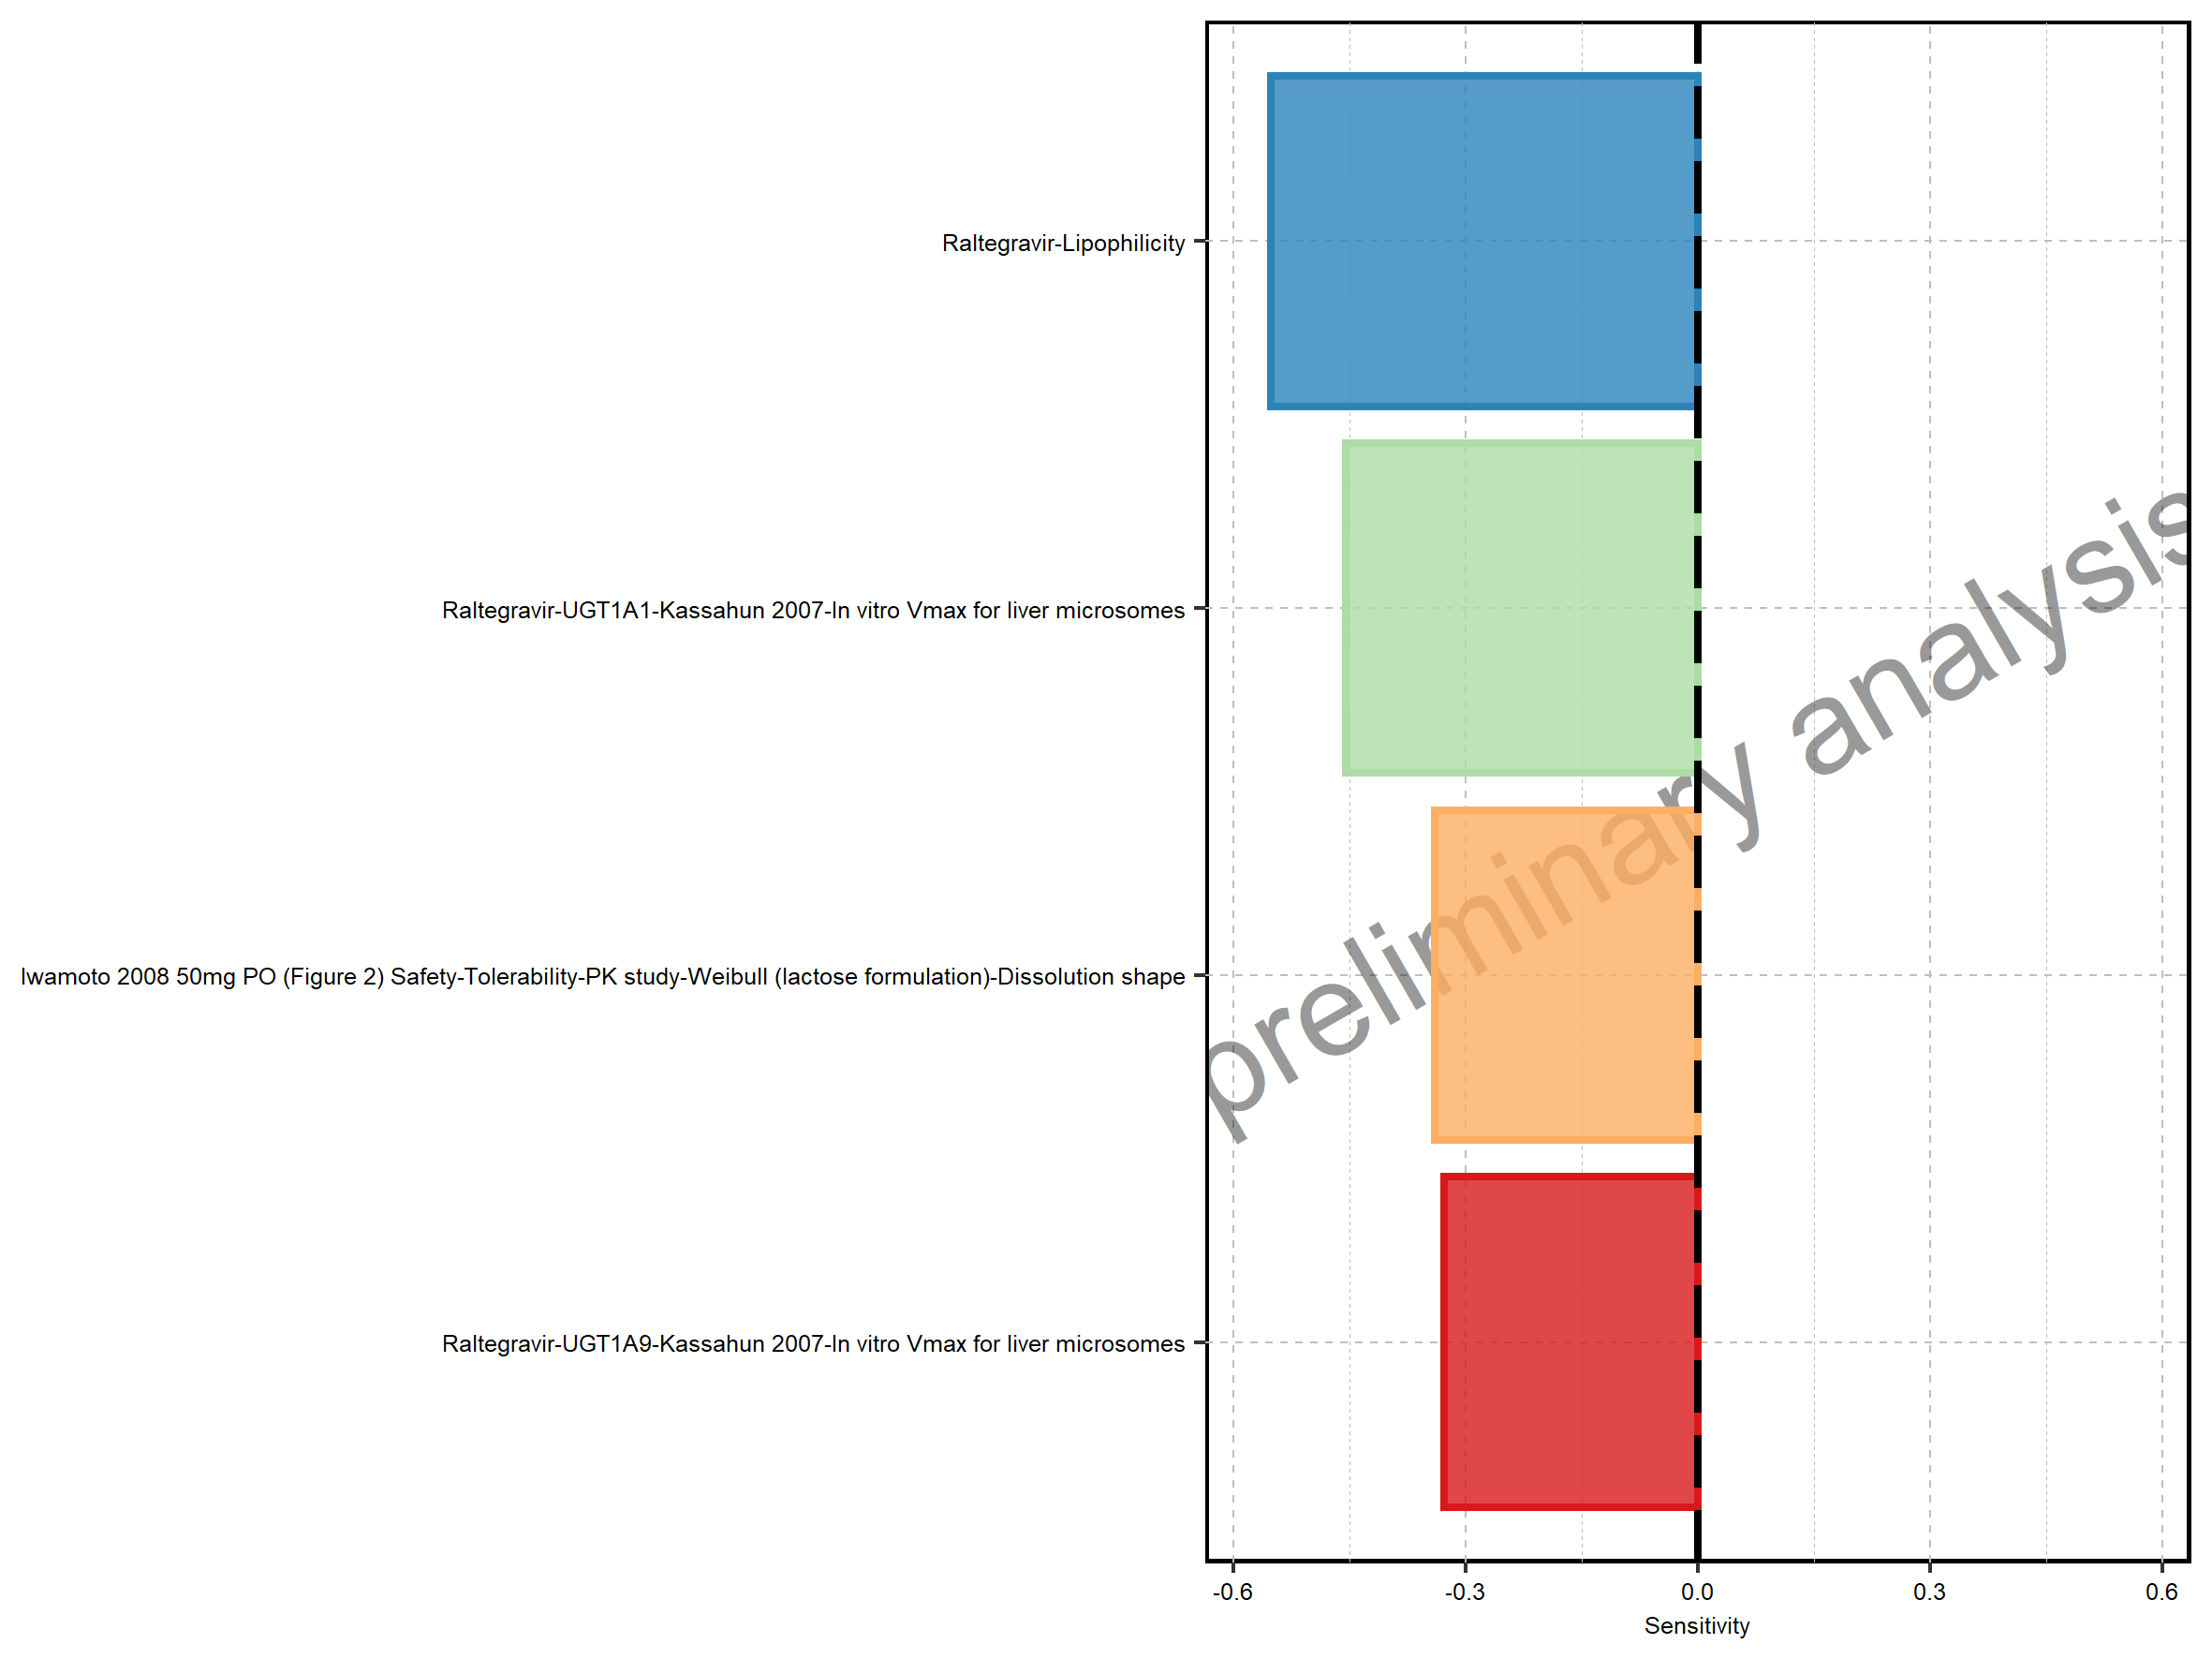 Raltegravir-Lipophilicity
Raltegravir-UGT1A1-Kassahun 2007-In vitro Vmax for liver microsomes
Iwamoto 2008 50mg PO (Figure 2) Safety-Tolerability-PK study-Weibull (lactose formulation)-Dissolution shape
Raltegravir-UGT1A9-Kassahun 2007-In vitro Vmax for liver microsomes
preliminary analysis
-0.6 -0.3 0.0 0.3 0.6
Sensitivity